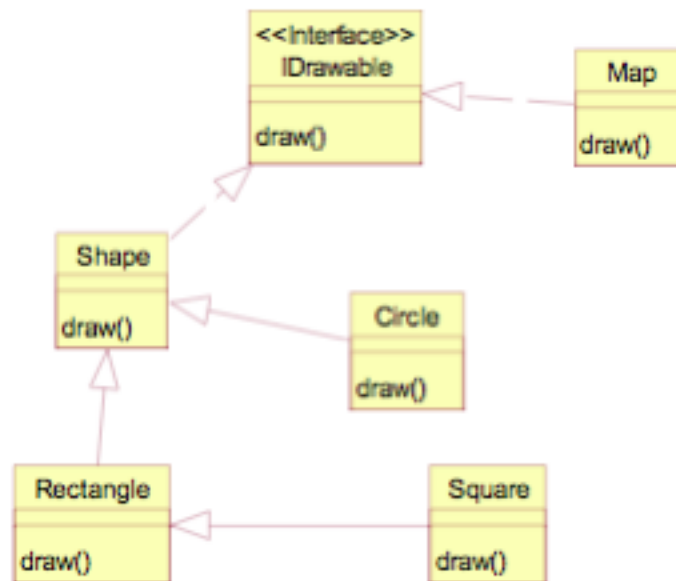 <<Interface>>
IDrawable
draw()
Map
draw()
Shape
draw()
Circle
draw()
Rectangle
draw()
Square
draw()